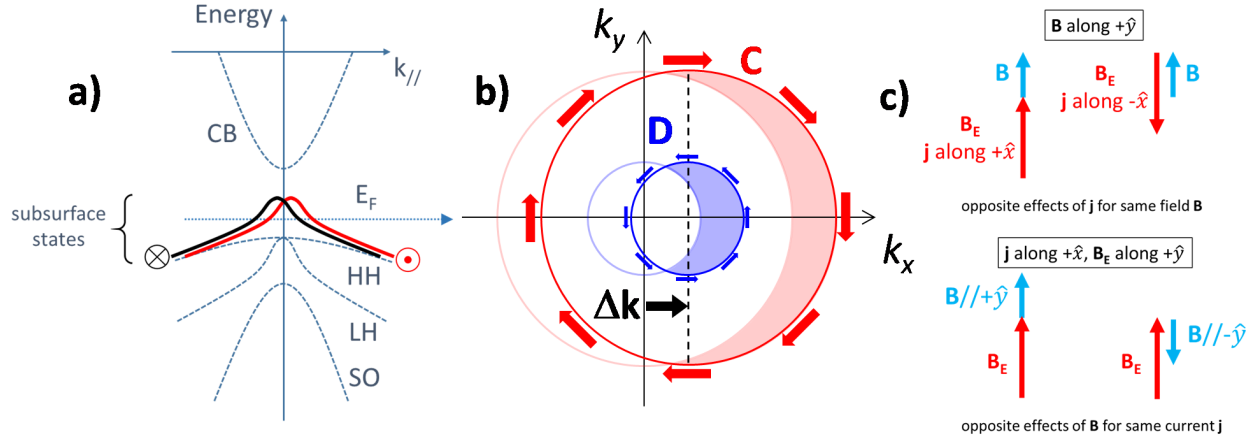 a)
Energy
k//
CB
E_F
subsurface
states
HH
LH
SO
b)
k_y
C
D
k_x
Δk
c)
B along +ŷ
B
B_E
j along +x̂
B_E
j along -x̂
B
opposite effects of j for same field B
j along +x̂, B_E along +ŷ
B//+ŷ
B_E
B_E
B//-ŷ
opposite effects of B for same current j